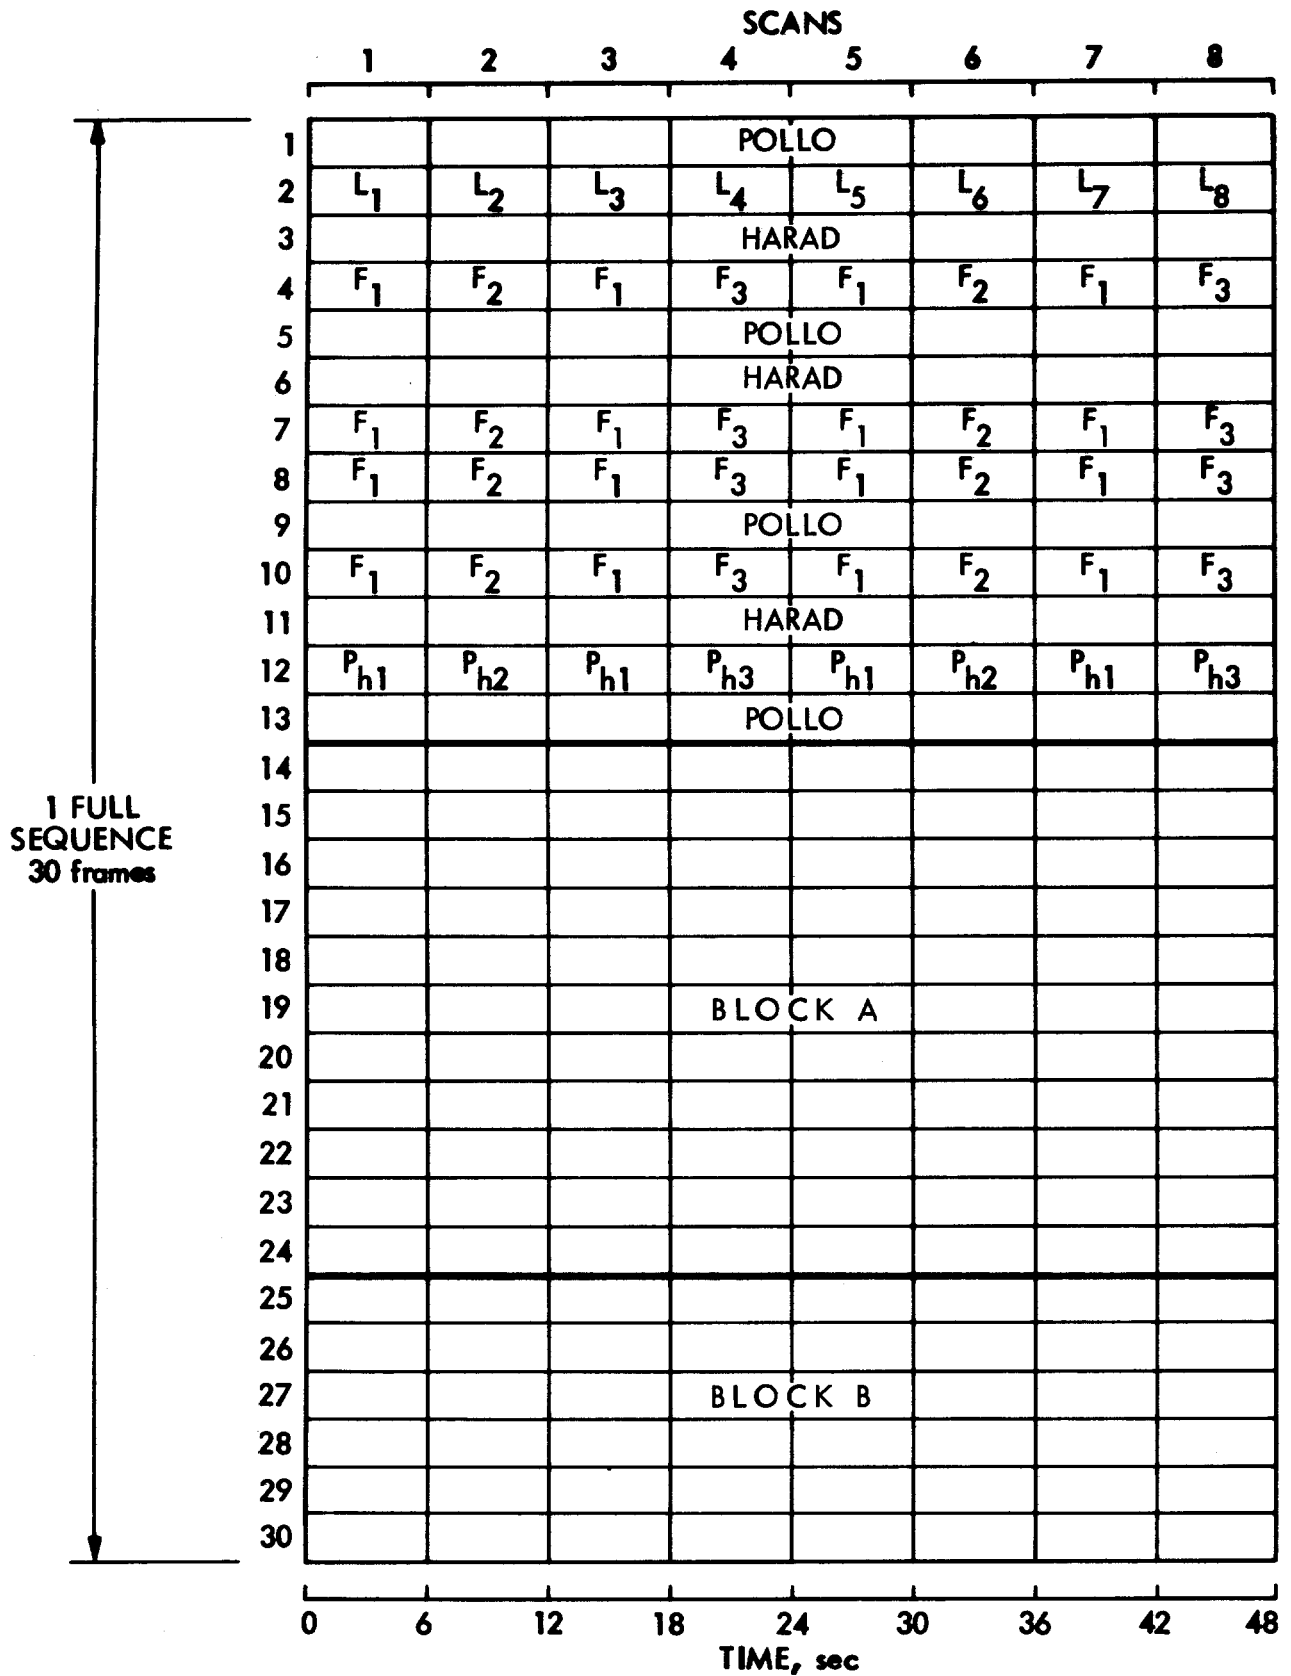 SCANS
1 2 3 4 5 6 7 8
1 POLLO
2 L1 L2 L3 L4 L5 L6 L7 L8
3 HARAD
4 F1 F2 F1 F3 F1 F2 F1 F3
5 POLLO
6 HARAD
7 F1 F2 F1 F3 F1 F2 F1 F3
8 F1 F2 F1 F3 F1 F2 F1 F3
9 POLLO
10 F1 F2 F1 F3 F1 F2 F1 F3
11 HARAD
12 Ph1 Ph2 Ph1 Ph3 Ph1 Ph2 Ph1 Ph3
13 POLLO
14
15
1 FULL
SEQUENCE
30 frames
16
17
18
19 BLOCK A
20
21
22
23
24
25
26
27 BLOCK B
28
29
30
0 6 12 18 24 30 36 42 48
TIME, sec